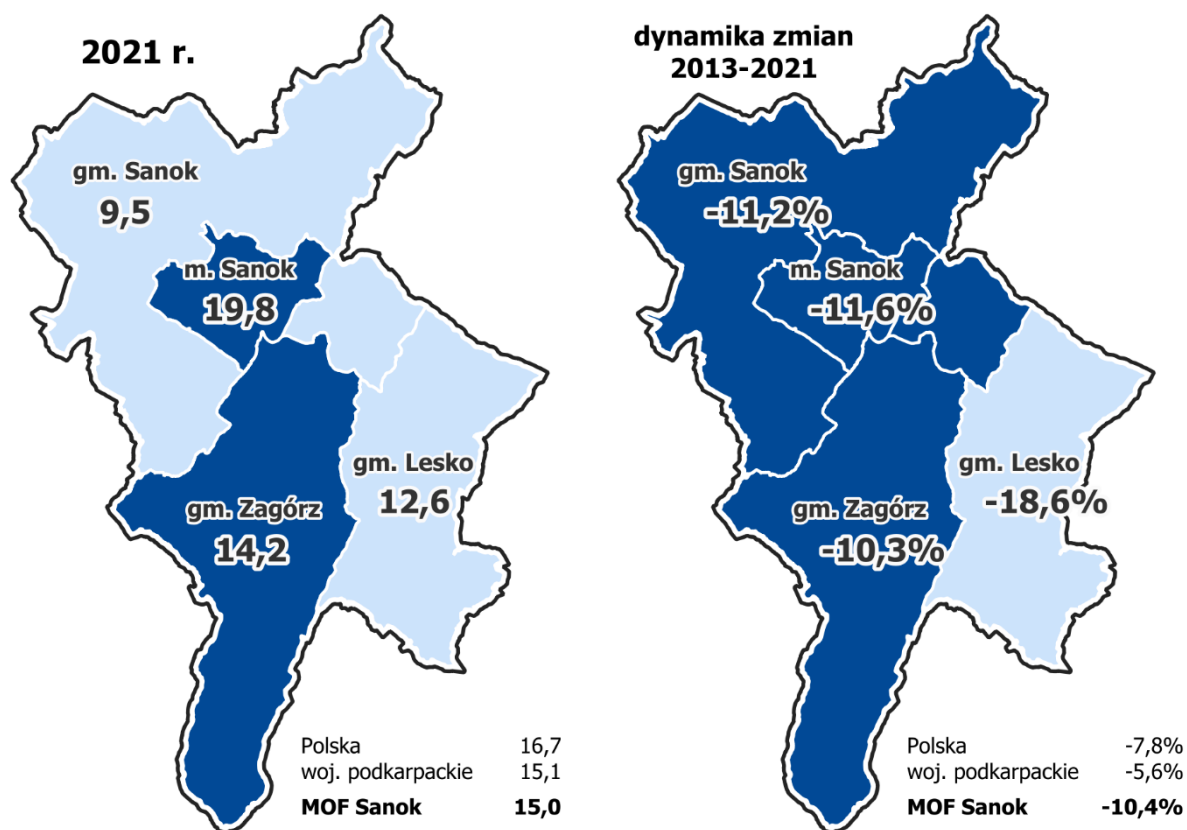 2021 r.
gm. Sanok
9,5
m. Sanok
19,8
gm. Lesko
12,6
gm. Zagórz
14,2
Polska 16,7
woj. podkarpackie 15,1
MOF Sanok 15,0
dynamika zmian
2013-2021
gm. Sanok
-11,2%
m. Sanok
-11,6%
gm. Lesko
-18,6%
gm. Zagórz
-10,3%
Polska -7,8%
woj. podkarpackie -5,6%
MOF Sanok -10,4%